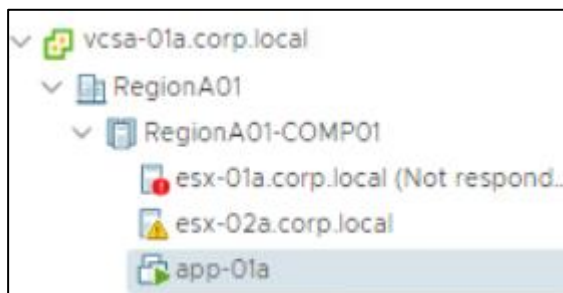 vcsa-01a.corp.local
RegionA01
RegionA01-COMP01
esx-01a.corp.local (Not respond...
esx-02a.corp.local
app-01a